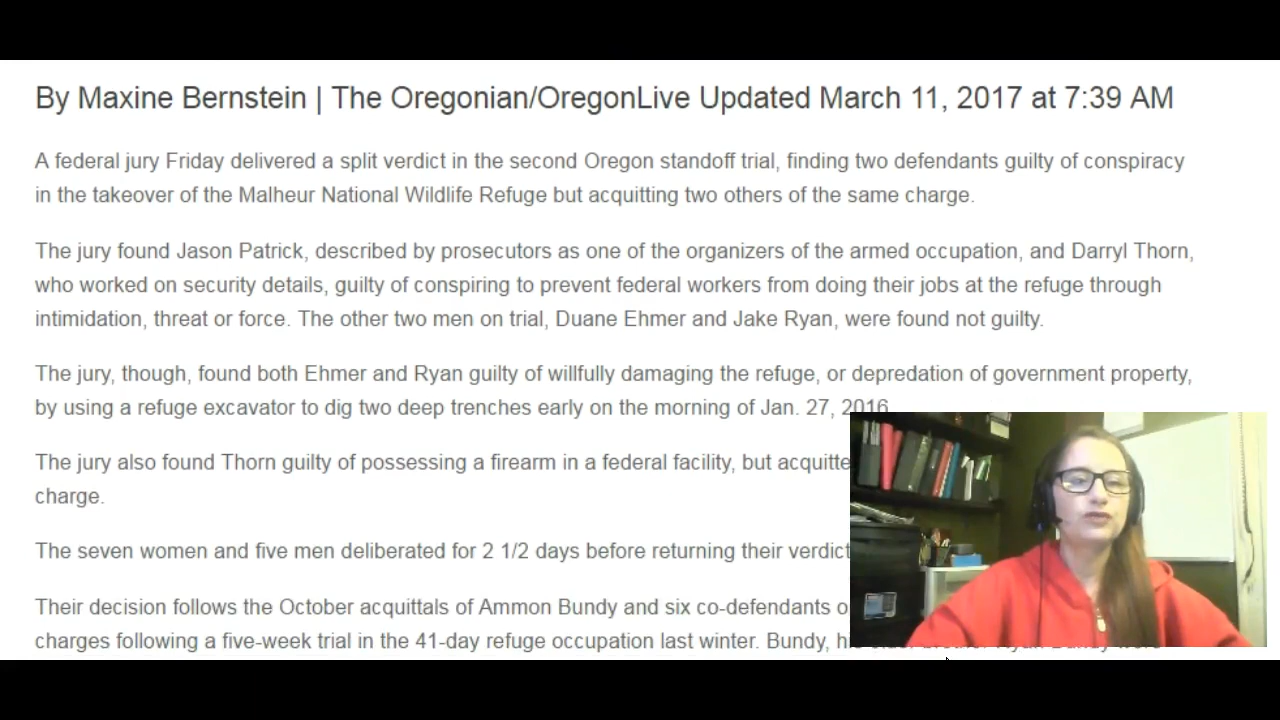 By Maxine Bernstein | The Oregonian/OregonLive Updated March 11, 2017 at 7:39 AM
A federal jury Friday delivered a split verdict in the second Oregon standoff trial, finding two defendants guilty of conspiracy
in the takeover of the Malheur National Wildlife Refuge but acquitting two others of the same charge.
The jury found Jason Patrick, described by prosecutors as one of the organizers of the armed occupation, and Darryl Thorn,
who worked on security details, guilty of conspiring to prevent federal workers from doing their jobs at the refuge through
intimidation, threat or force. The other two men on trial, Duane Ehmer and Jake Ryan, were found not guilty.
The jury, though, found both Ehmer and Ryan guilty of willfully damaging the refuge, or depredation of government property,
by using a refuge excavator to dig two deep trenches early on the morning of Jan. 27, 2016
The jury also found Thorn guilty of possessing a firearm in a federal facility, but acquitte
charge.
The seven women and five men deliberated for 2 1/2 days before returning their verdict
Their decision follows the October acquittals of Ammon Bundy and six co-defendants o
charges following a five-week trial in the 41-day refuge occupation last winter. Bundy,